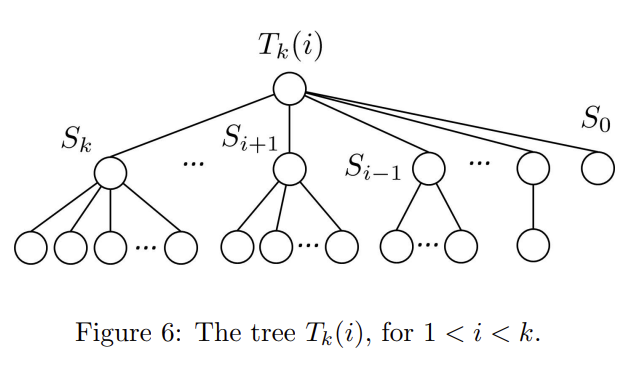 T_k(i)
S_0
S_k
...
S_{i+1}
S_{i−1}
...
... ... ...
Figure 6: The tree T_k(i), for 1 < i < k.